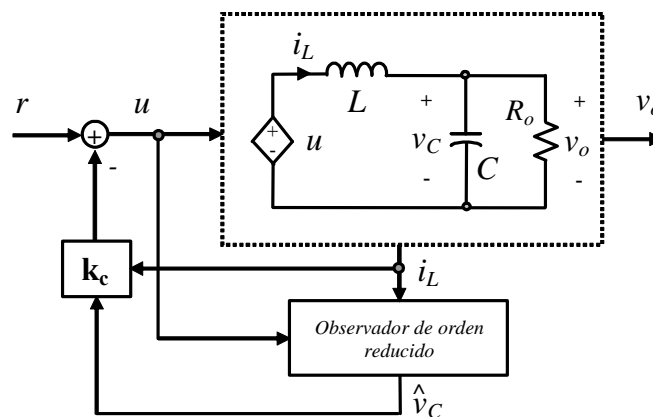 i_L
L
r
u
+
-
u
+
v_C
-
C
R_o
+
v_o
-
v_o
+
-
k_c
i_L
Observador de orden
reducido
v̂_C